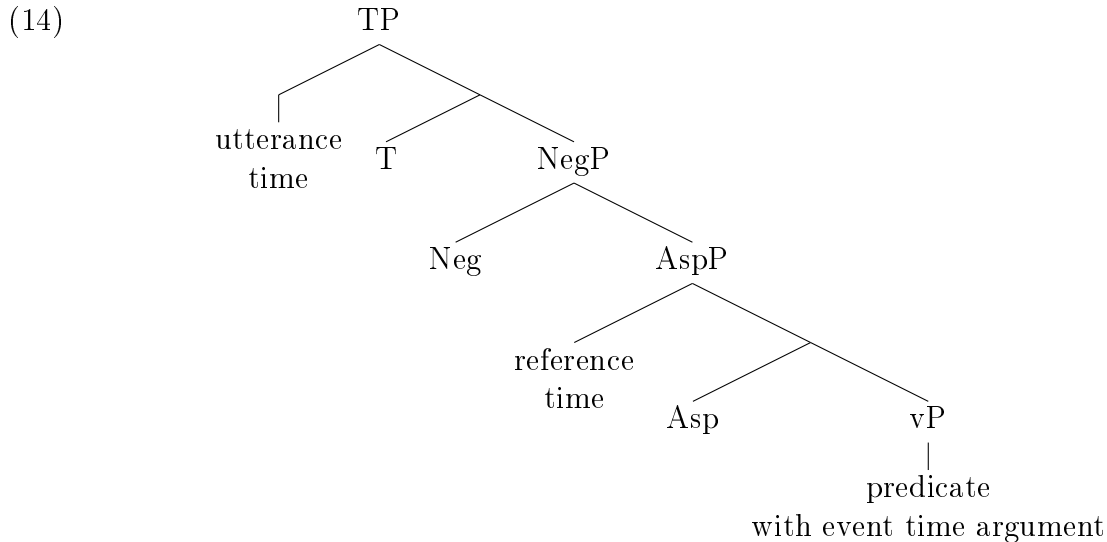 (14)
TP
utterance
time
T
NegP
Neg
AspP
reference
time
Asp
vP
predicate
with event time argument